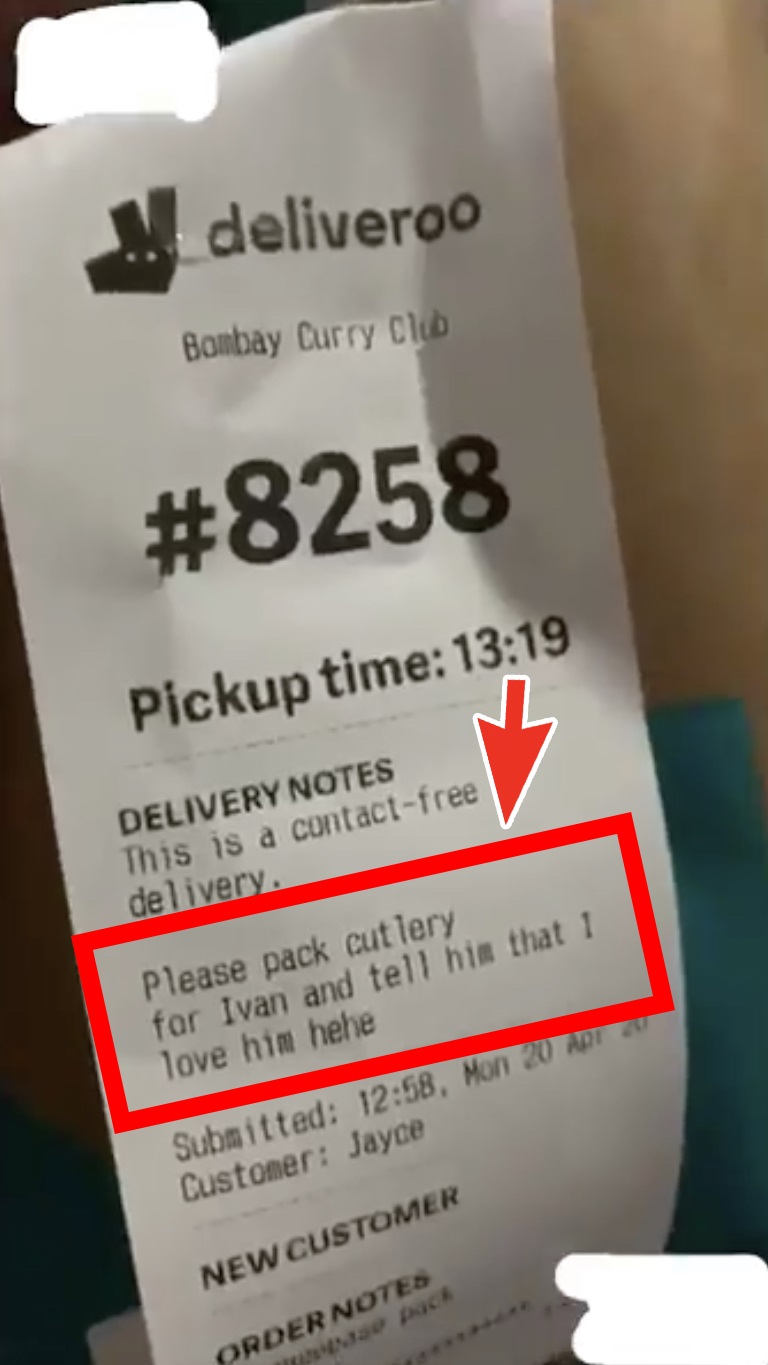 deliveroo
Bombay Curry Club
#8258
Pickup time: 13:19
DELIVERY NOTES
This is a contact-free
delivery.
Please pack cutlery
for Ivan and tell him that I
love him hehe
Submitted: 12:58, Mon 20 Apr 20
Customer: Jayce
NEW CUSTOMER
ORDER NOTES
pack